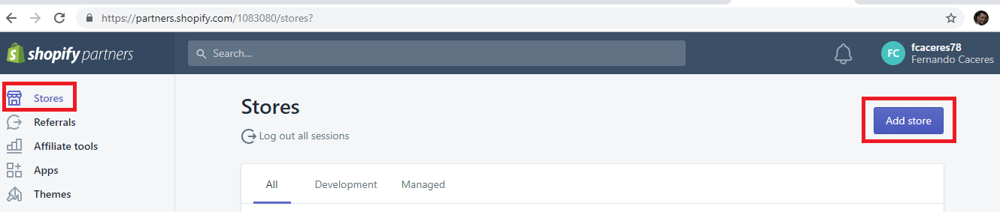 https://partners.shopify.com/1083080/stores?
shopify partners
Search...
FC
fcaceres78
Fernando Caceres
Stores
Referrals
Affiliate tools
Apps
Themes
Stores
Add store
Log out all sessions
All Development Managed